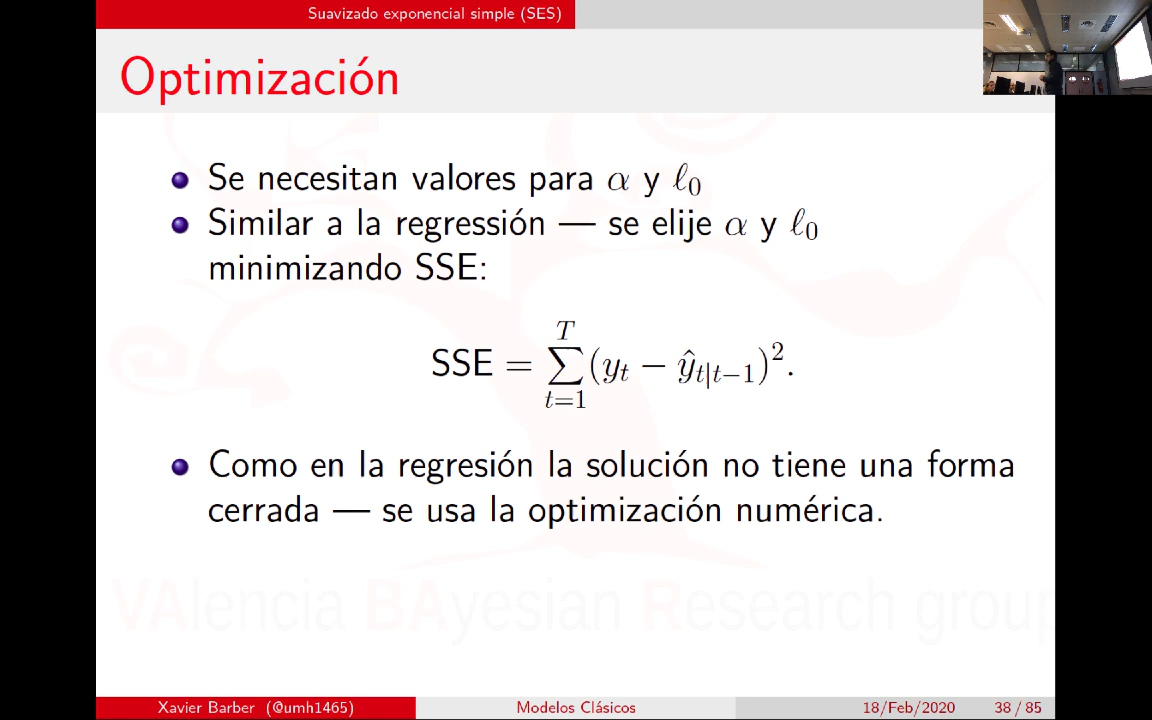 Suavizado exponencial simple (SES)
Optimización
Se necesitan valores para α y ℓ₀
Similar a la regressión — se elije α y ℓ₀
minimizando SSE:
SSE = ∑_{t=1}^{T} (y_t − ŷ_{t|t−1})².
Como en la regresión la solución no tiene una forma
cerrada — se usa la optimización numérica.
VAlencia BAyesian Research group
Xavier Barber (@umh1465) Modelos Clásicos 18/Feb/2020 38 / 85